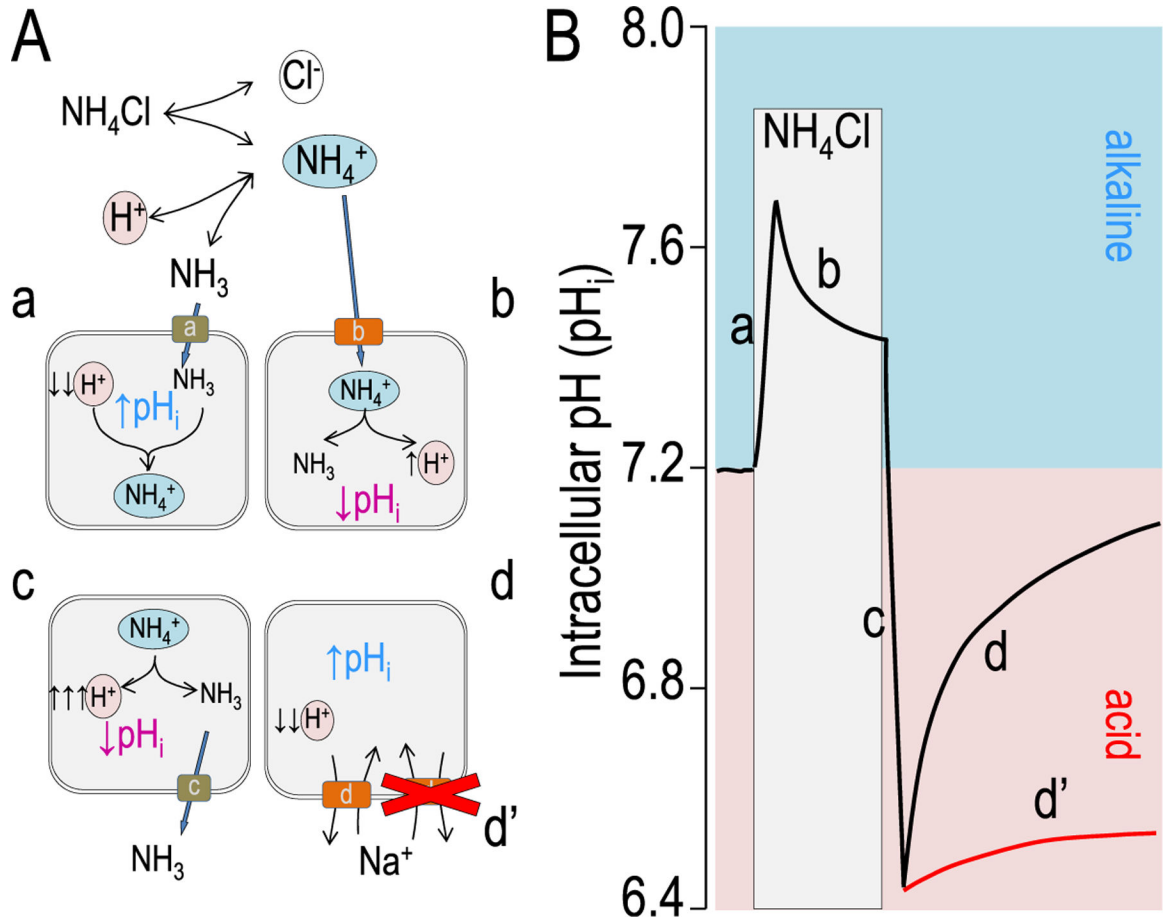 A
Cl⁻
NH₄Cl
NH₄⁺
H⁺
NH₃
a
b
a
b
↓↓ H⁺
NH₃
↑pHᵢ
NH₄⁺
NH₄⁺
NH₃
↑ H⁺
↓pHᵢ
c
d
NH₄⁺
↑↑↑ H⁺
NH₃
↓pHᵢ
c
NH₃
↑pHᵢ
↓↓ H⁺
d
d'
Na⁺
B
Intracellular pH (pHᵢ)
8.0
7.6
7.2
6.8
6.4
NH₄Cl
a
b
c
d
d'
alkaline
acid